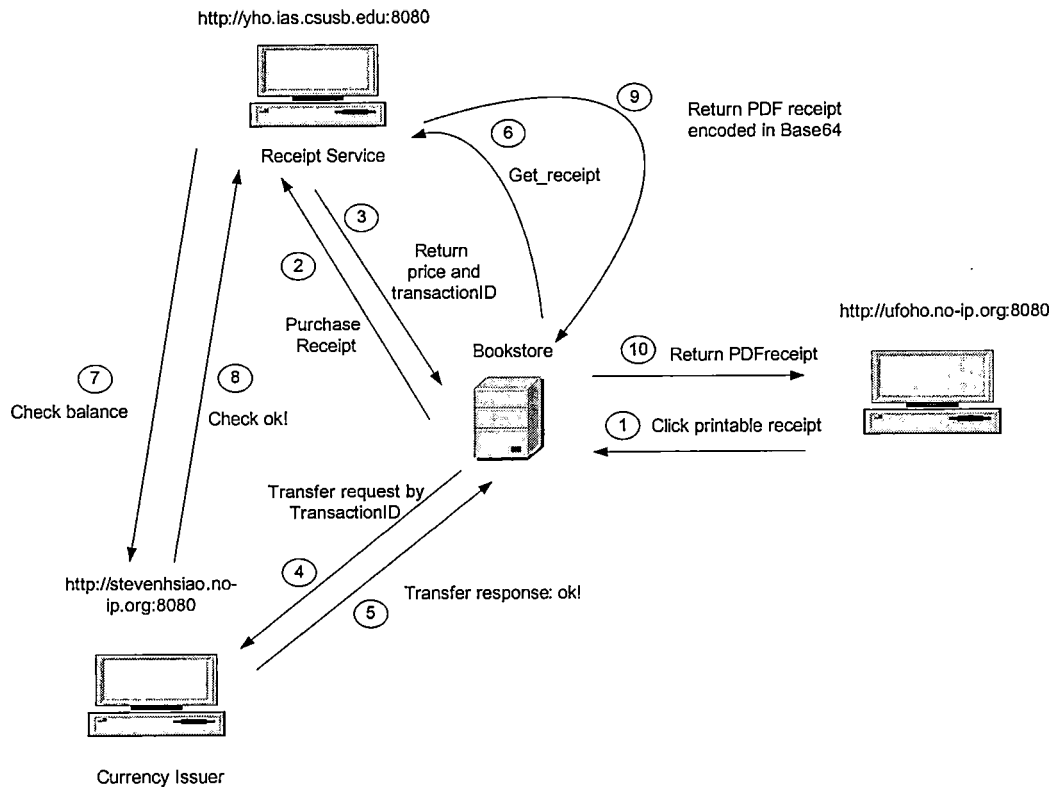 http://yho.ias.csusb.edu:8080
9
Return PDF receipt
encoded in Base64
6
Receipt Service
Get_receipt
3
Return
price and
transactionID
2
Purchase
Receipt
http://ufoho.no-ip.org:8080
Bookstore
10
Return PDFreceipt
7
Check balance
8
Check ok!
1
Click printable receipt
Transfer request by
TransactionID
4
http://stevenhsiao.no-
ip.org:8080
5
Transfer response: ok!
Currency Issuer